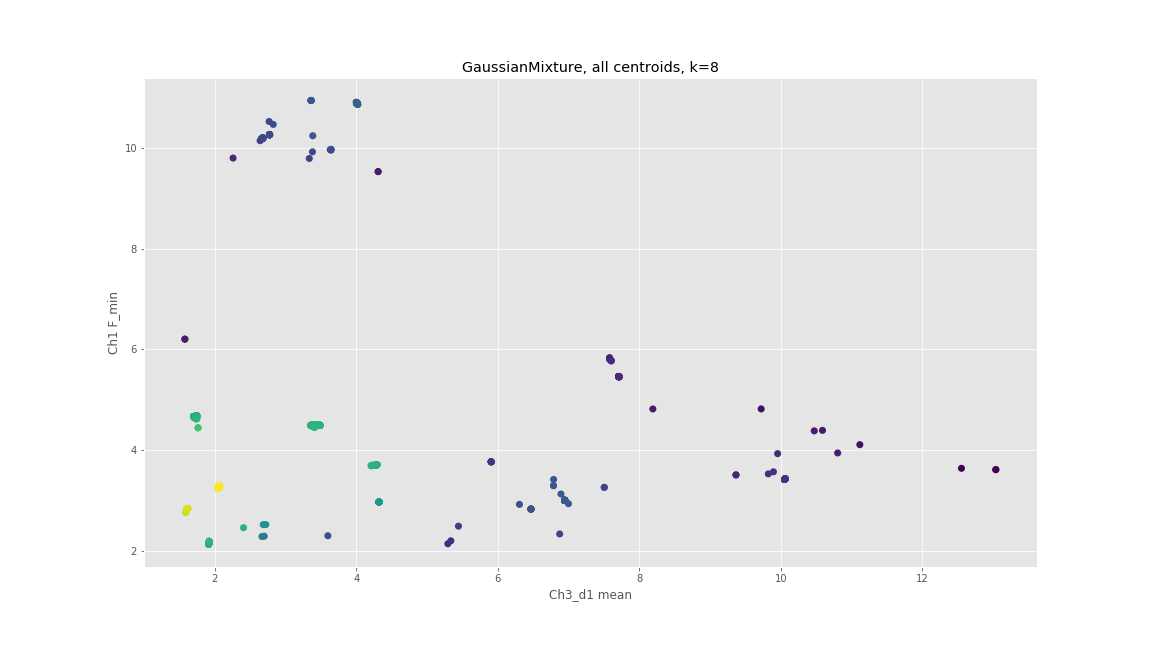 GaussianMixture, all centroids, k=8
10
8
6
4
2
Ch1 F_min
2 4 6 8 10 12
Ch3_d1 mean